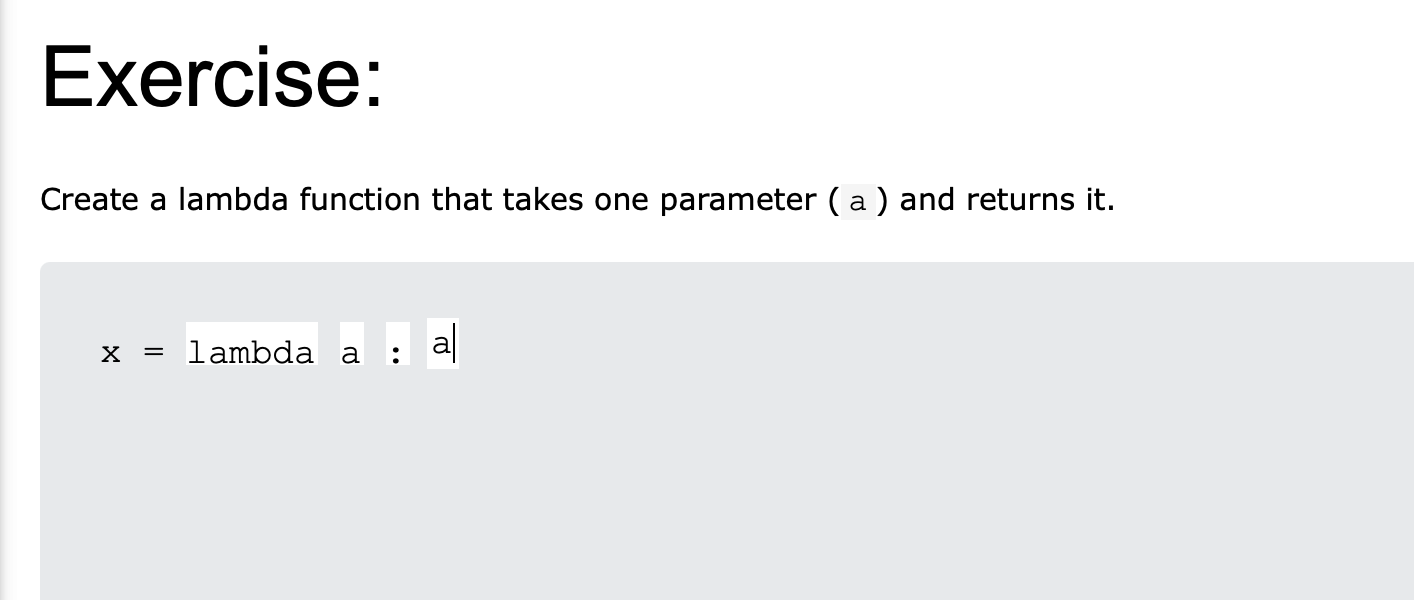 Exercise:
Create a lambda function that takes one parameter (a) and returns it.
x = lambda a : a